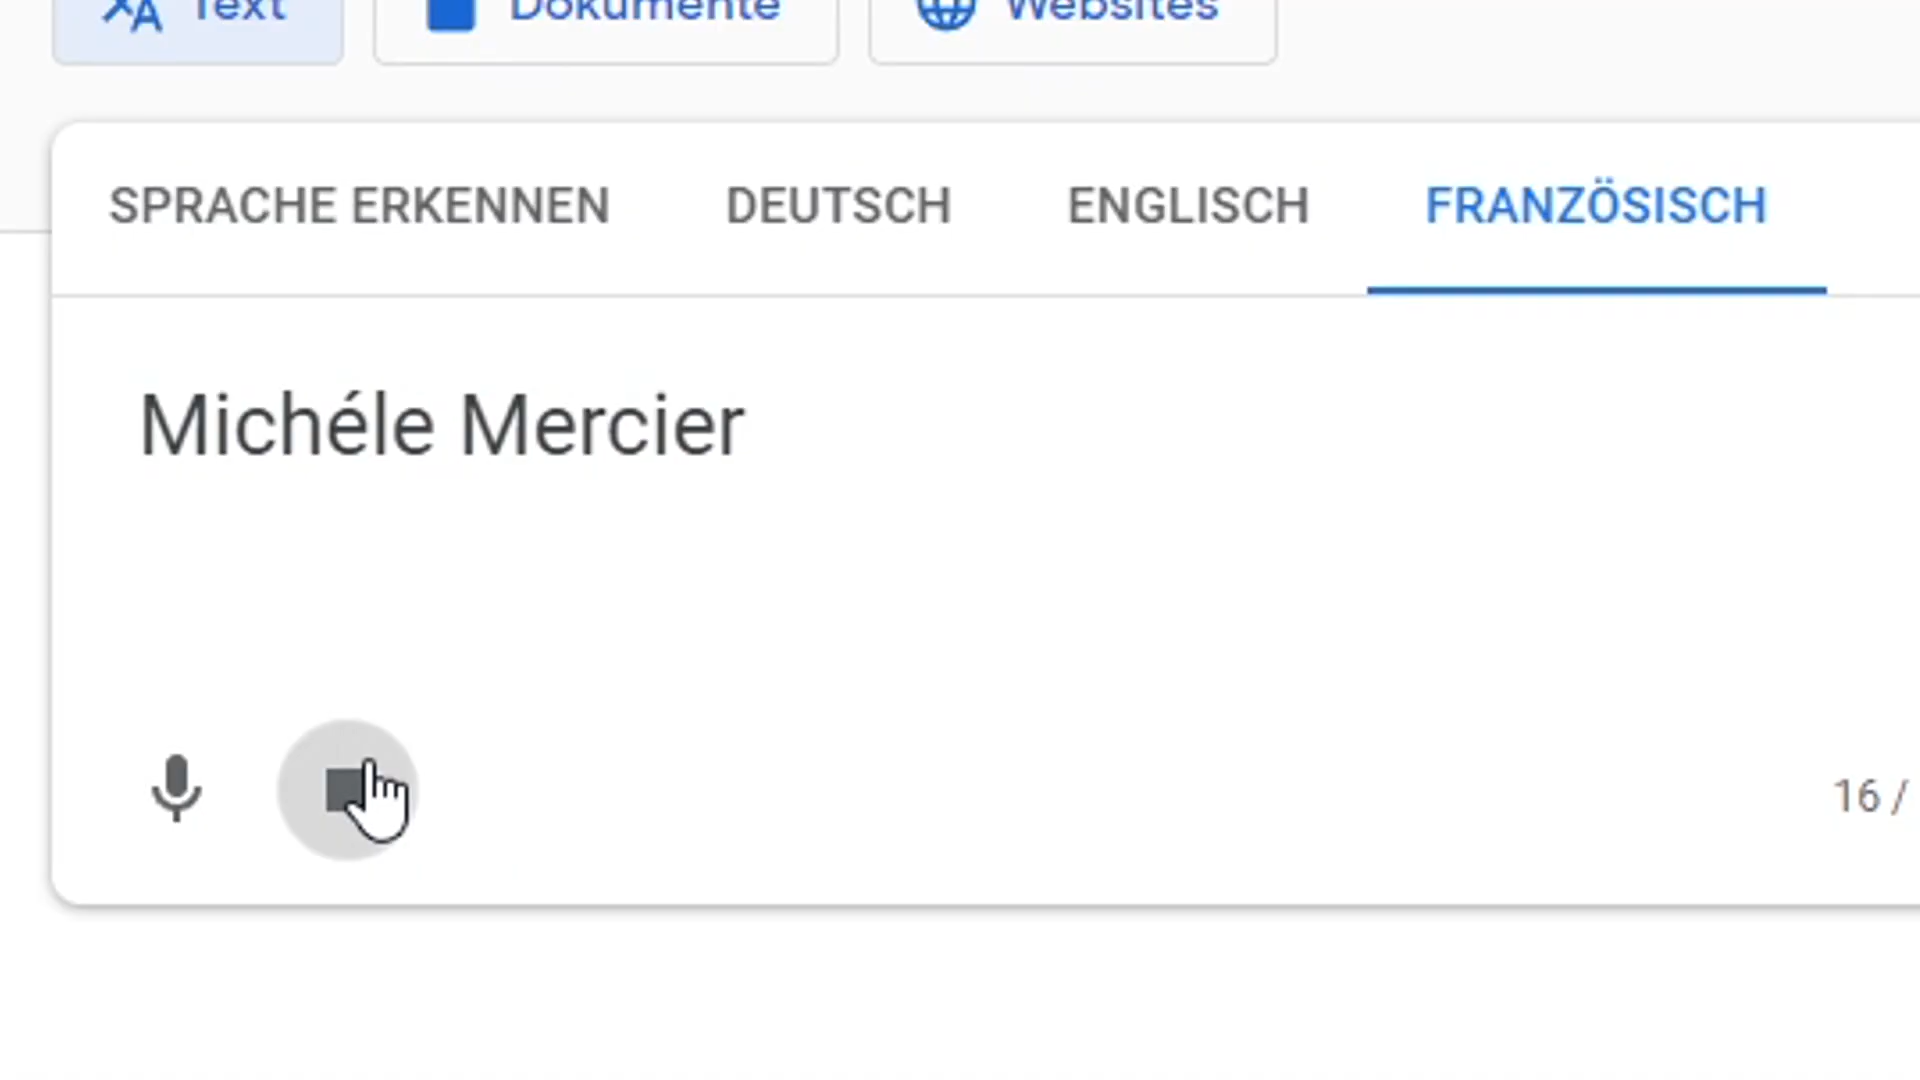 Text Dokumente Websites
SPRACHE ERKENNEN DEUTSCH ENGLISCH FRANZÖSISCH
Michéle Mercier
16 /